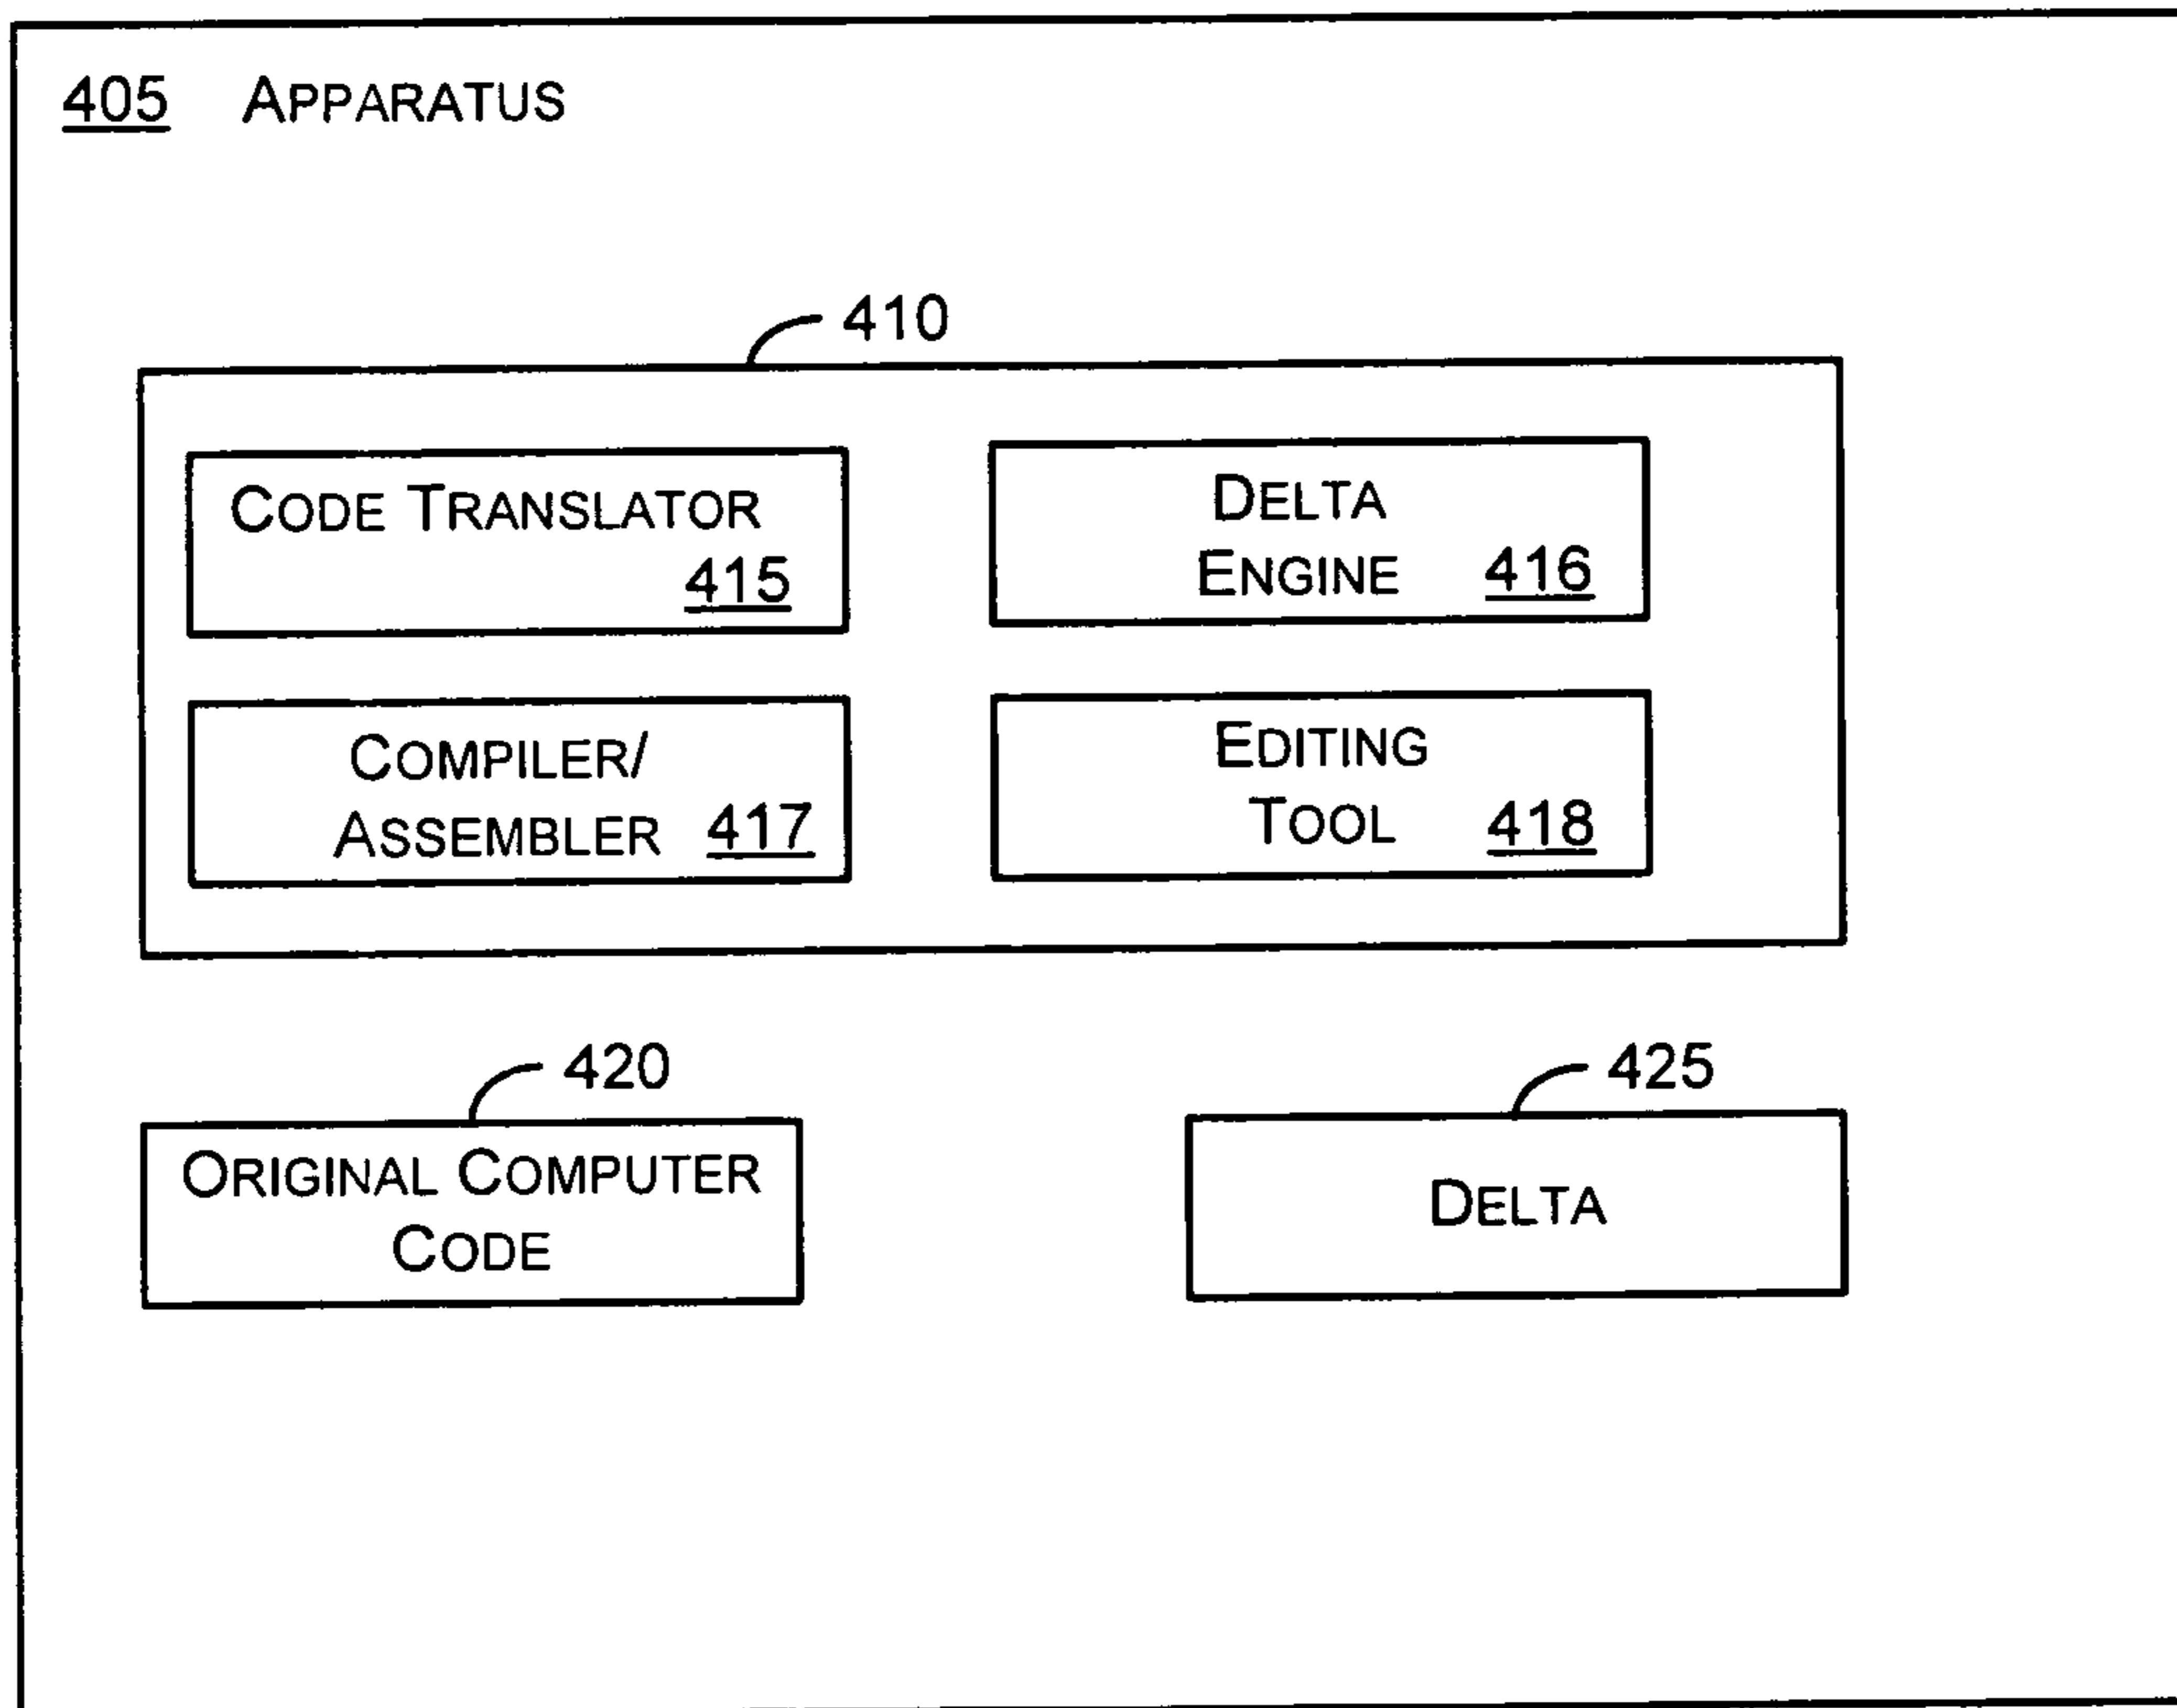 405 APPARATUS
410
CODE TRANSLATOR
415
DELTA
ENGINE 416
COMPILER/
ASSEMBLER 417
EDITING
TOOL 418
420
ORIGINAL COMPUTER
CODE
425
DELTA